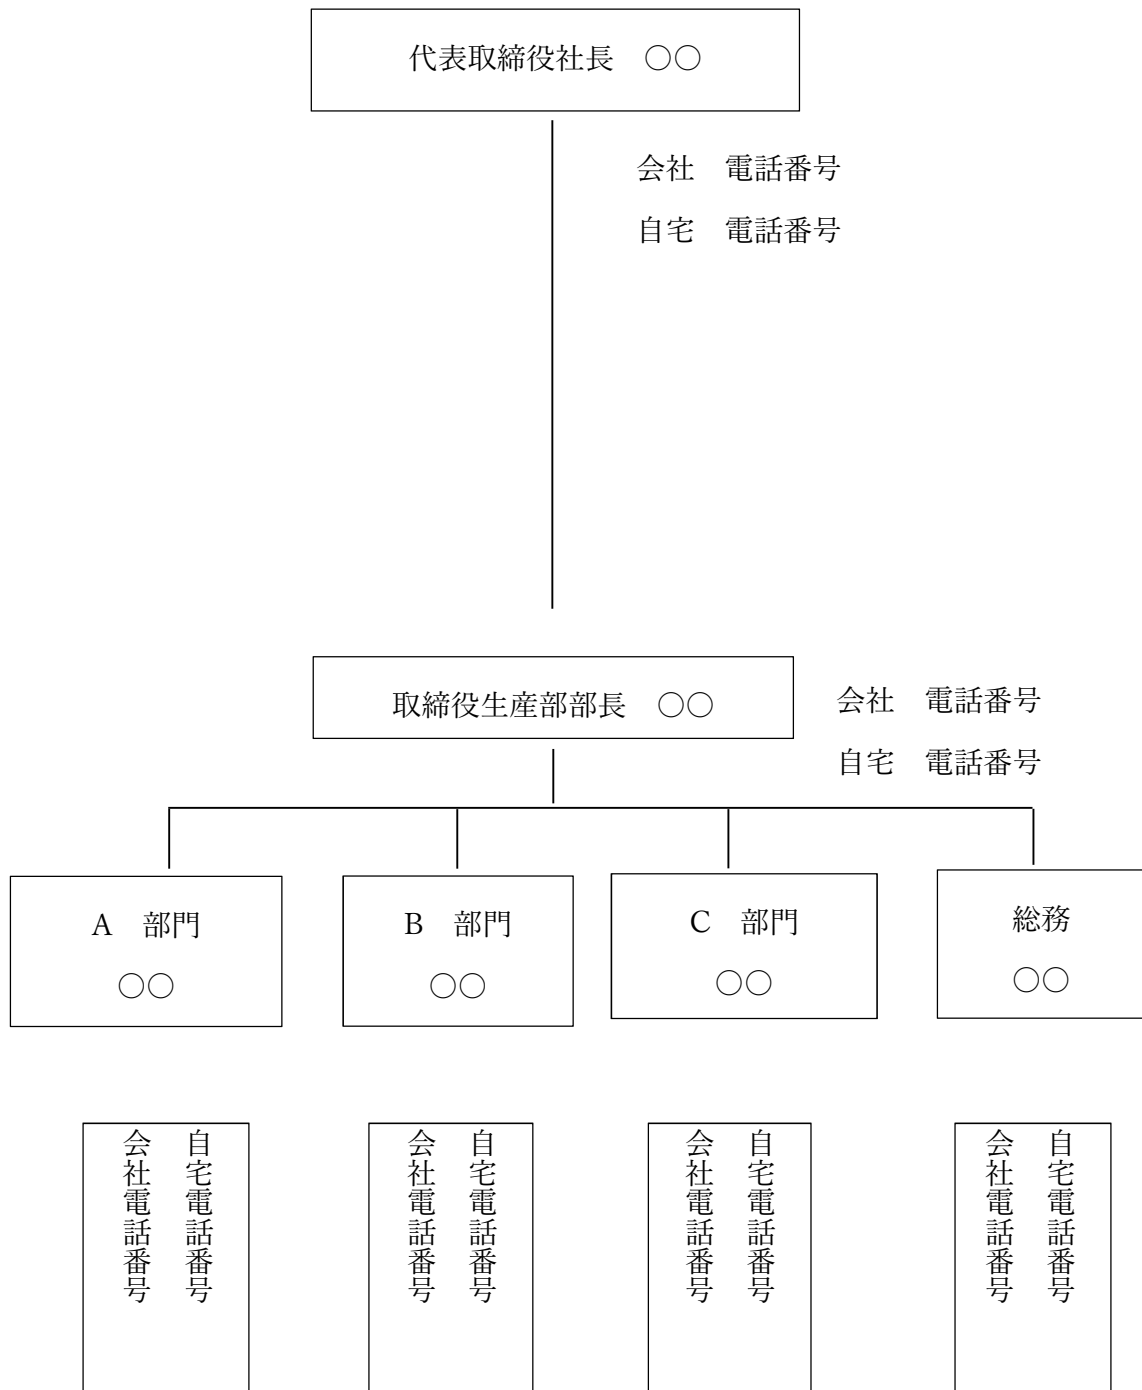 代表取締役社長　○○
会社　電話番号
自宅　電話番号
取締役生産部部長　○○
会社　電話番号
自宅　電話番号
A　部門
○○
B　部門
○○
C　部門
○○
総務
○○
自宅電話番号
会社電話番号
自宅電話番号
会社電話番号
自宅電話番号
会社電話番号
自宅電話番号
会社電話番号